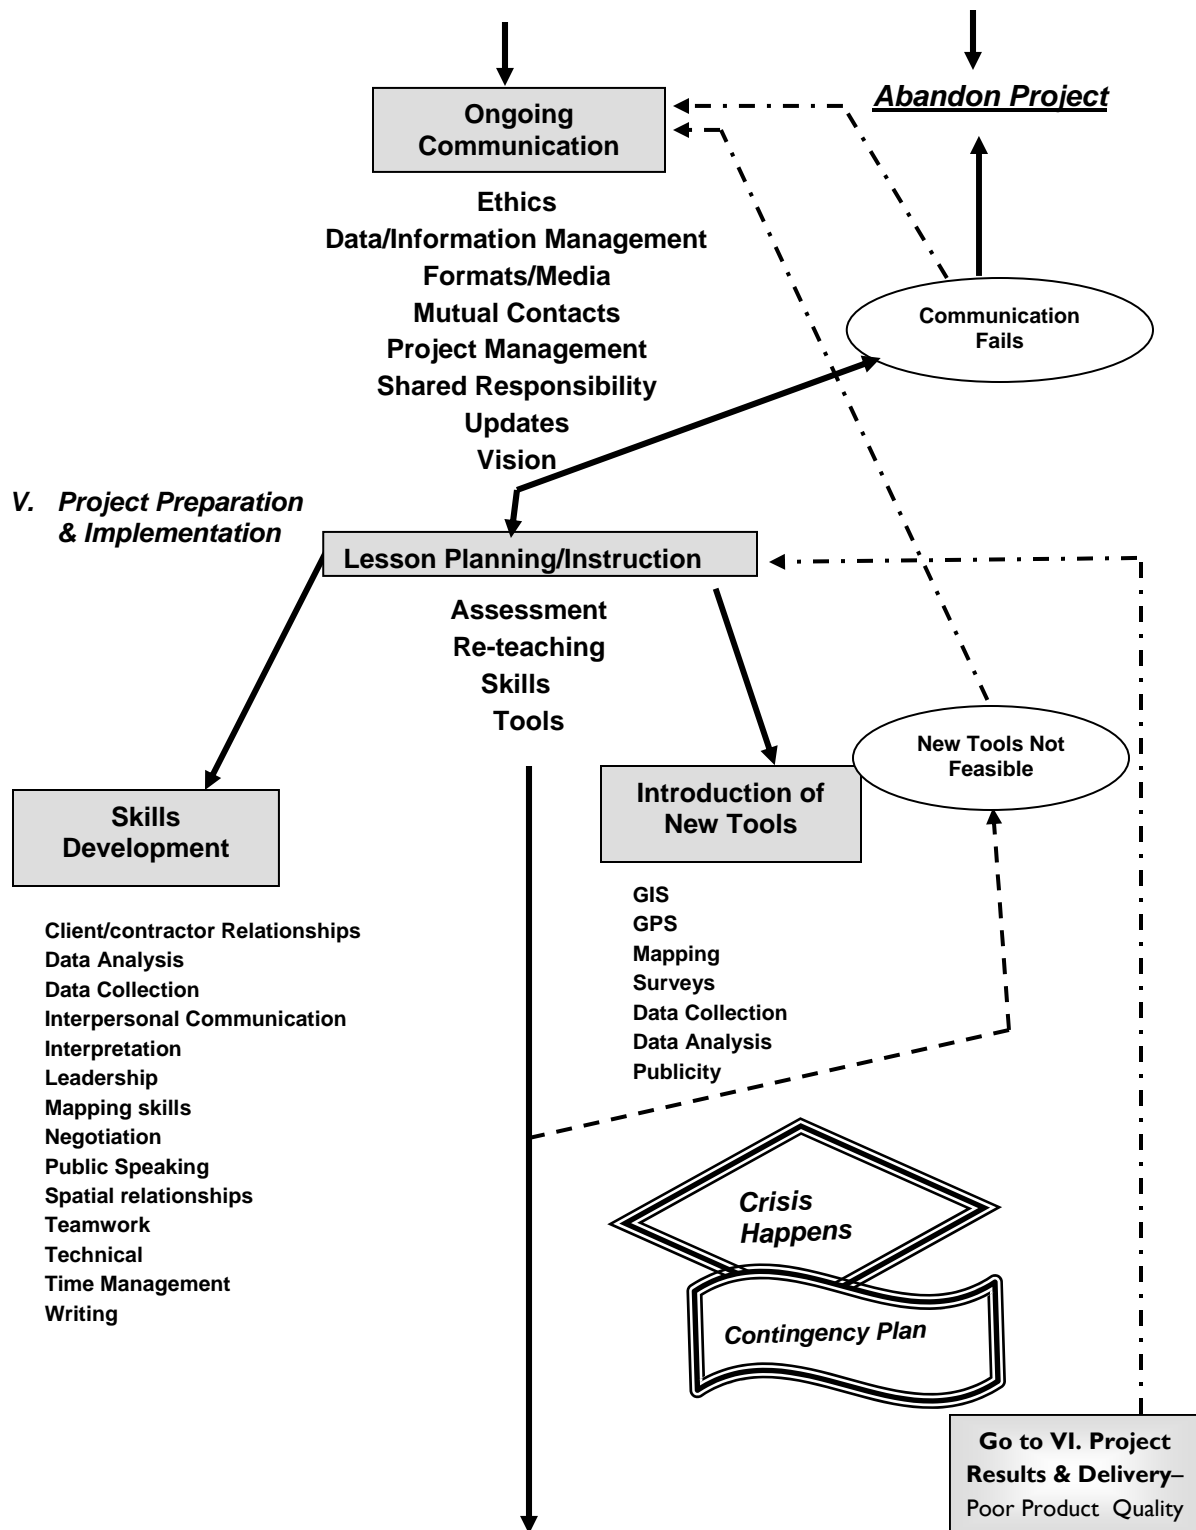 Ongoing
Communication
Abandon Project
Ethics
Data/Information Management
Formats/Media
Mutual Contacts
Project Management
Shared Responsibility
Updates
Vision
Communication
Fails
V. Project Preparation
& Implementation
Lesson Planning/Instruction
Assessment
Re-teaching
Skills
Tools
New Tools Not
Feasible
Skills
Development
Introduction of
New Tools
Client/contractor Relationships
Data Analysis
Data Collection
Interpersonal Communication
Interpretation
Leadership
Mapping skills
Negotiation
Public Speaking
Spatial relationships
Teamwork
Technical
Time Management
Writing
GIS
GPS
Mapping
Surveys
Data Collection
Data Analysis
Publicity
Crisis
Happens
Contingency Plan
Go to VI. Project
Results & Delivery–
Poor Product Quality